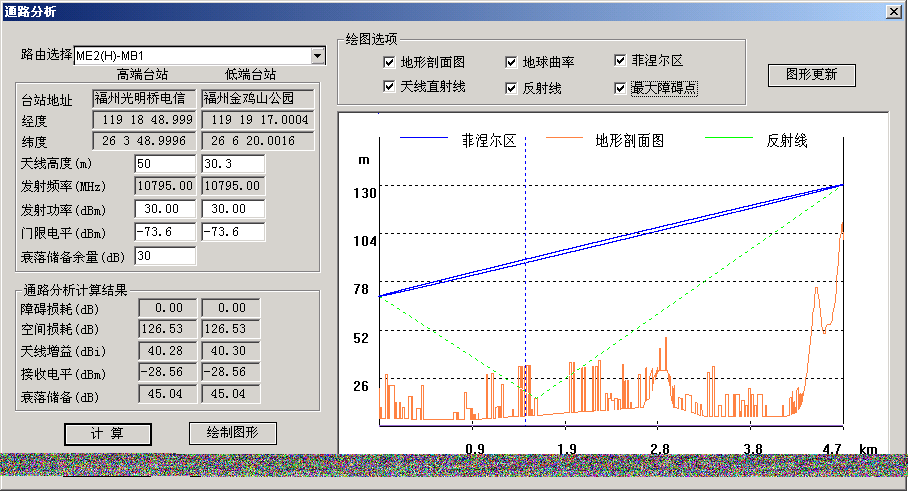 通路分析
路由选择 ME2(H)-MB1
高端台站 低端台站
台站地址 福州光明桥电信 福州金鸡山公园
经度 119 18 48.999 119 19 17.0004
纬度 26 3 48.9996 26 6 20.0016
天线高度(m) 50 30.3
发射频率(MHz) 10795.00 10795.00
发射功率(dBm) 30.00 30.00
门限电平(dBm) -73.6 -73.6
衰落储备余量(dB) 30
通路分析计算结果
障碍损耗(dB) 0.00 0.00
空间损耗(dB) 126.53 126.53
天线增益(dBi) 40.28 40.30
接收电平(dBm) -28.56 -28.56
衰落储备(dB) 45.04 45.04
计 算 绘制图形
绘图选项
地形剖面图 地球曲率 菲涅尔区
天线直射线 反射线 最大障碍点
图形更新
菲涅尔区 地形剖面图 反射线
m
130
104
78
52
26
0.9 1.9 2.8 3.8 4.7 km